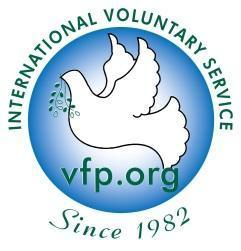 INTERNATIONAL VOLUNTARY SERVICE
vfp.org
Since 1982